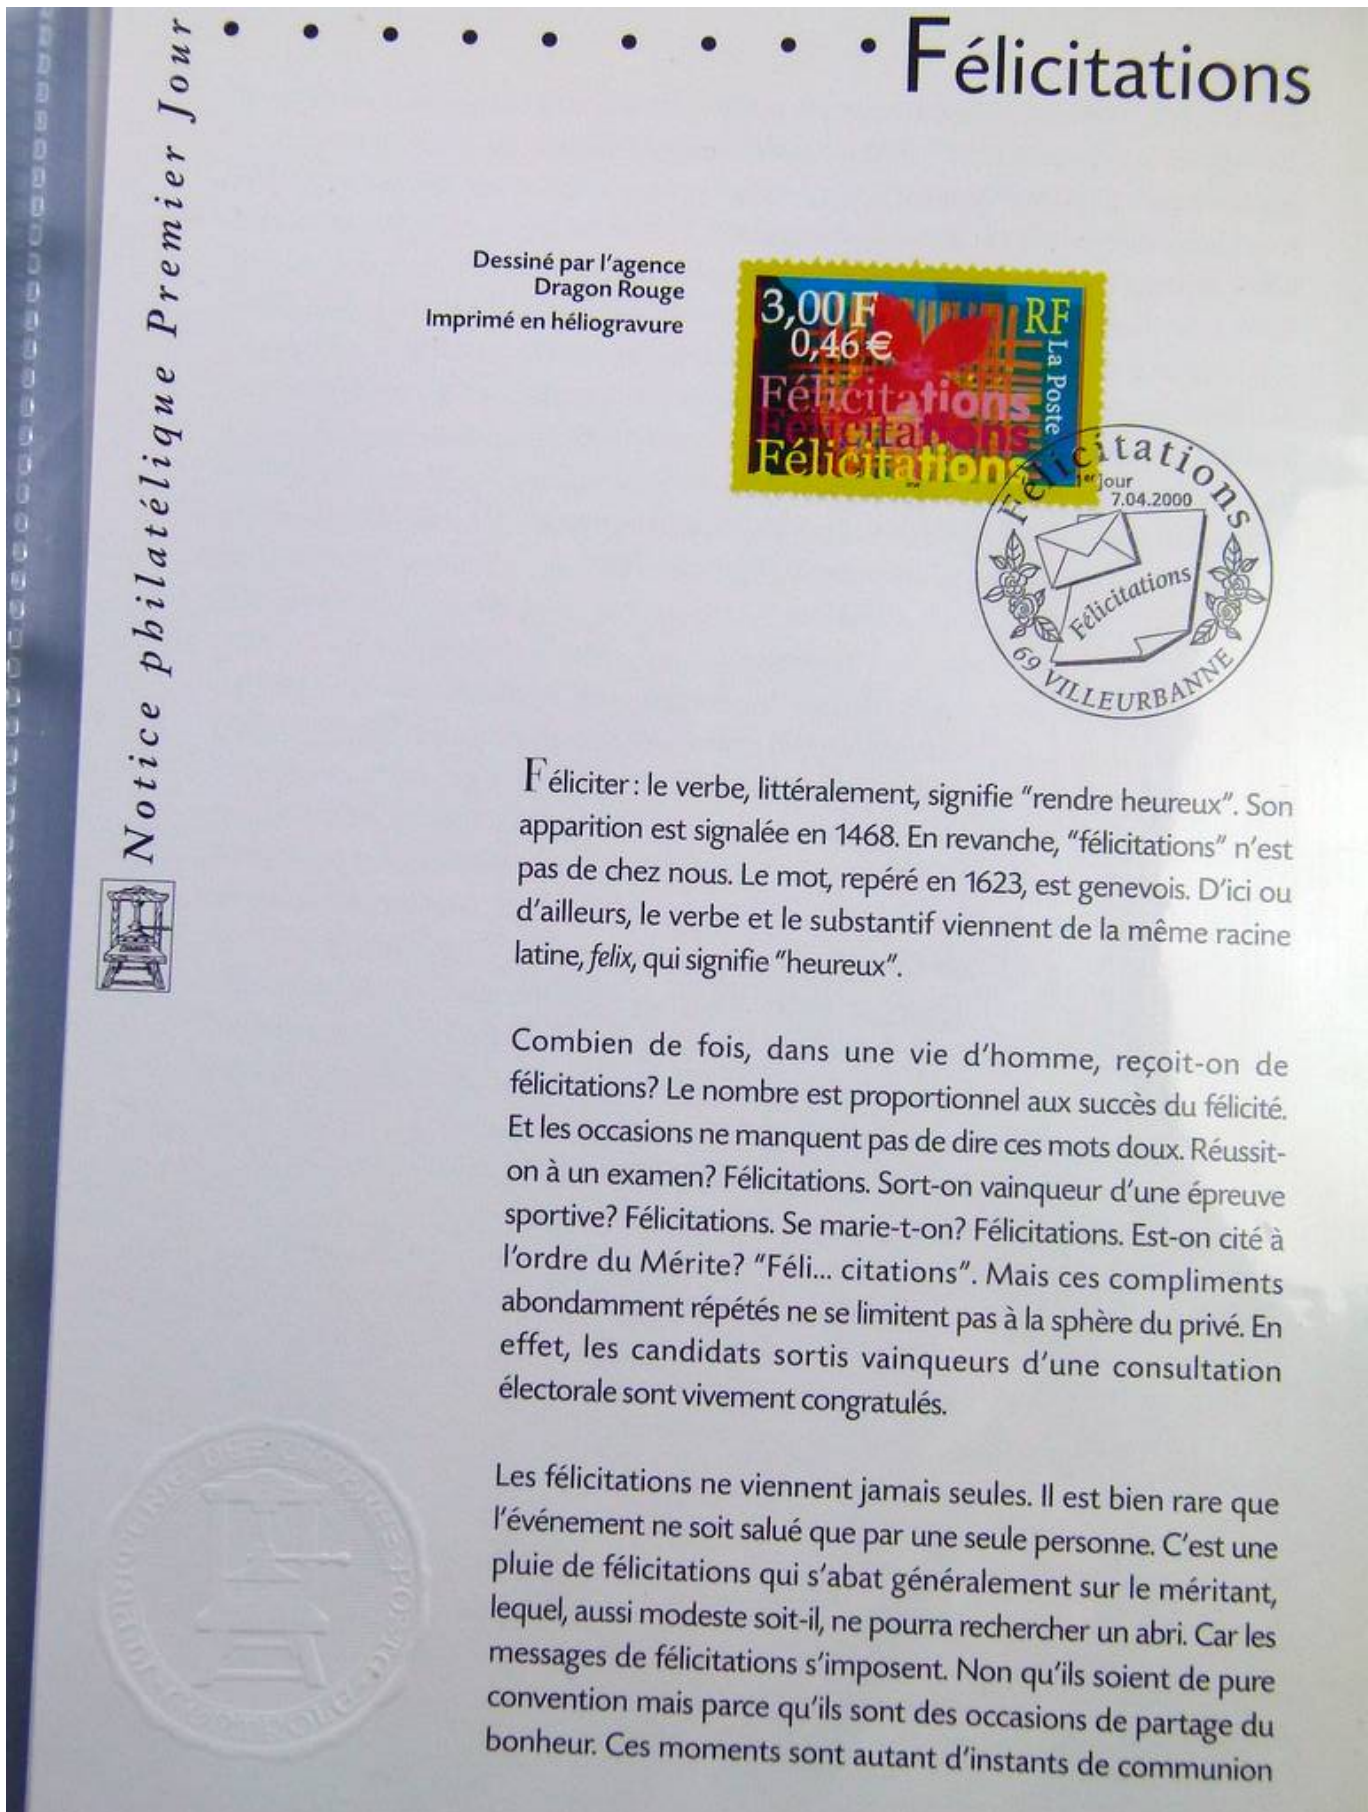 Félicitations
Notice philatélique Premier Jour
Dessiné par l'agence
Dragon Rouge
Imprimé en héliogravure
3,00 F
0,46 €
RF
La Poste
Félicitations
Félicitations
Félicitations
Félicitations
1er jour
7.04.2000
Félicitations
69 VILLEURBANNE
Féliciter : le verbe, littéralement, signifie "rendre heureux". Son
apparition est signalée en 1468. En revanche, "félicitations" n'est
pas de chez nous. Le mot, repéré en 1623, est genevois. D'ici ou
d'ailleurs, le verbe et le substantif viennent de la même racine
latine, felix, qui signifie "heureux".
Combien de fois, dans une vie d'homme, reçoit-on de
félicitations? Le nombre est proportionnel aux succès du félicité.
Et les occasions ne manquent pas de dire ces mots doux. Réussit-
on à un examen? Félicitations. Sort-on vainqueur d'une épreuve
sportive? Félicitations. Se marie-t-on? Félicitations. Est-on cité à
l'ordre du Mérite? "Féli... citations". Mais ces compliments
abondamment répétés ne se limitent pas à la sphère du privé. En
effet, les candidats sortis vainqueurs d'une consultation
électorale sont vivement congratulés.
Les félicitations ne viennent jamais seules. Il est bien rare que
l'événement ne soit salué que par une seule personne. C'est une
pluie de félicitations qui s'abat généralement sur le méritant,
lequel, aussi modeste soit-il, ne pourra rechercher un abri. Car les
messages de félicitations s'imposent. Non qu'ils soient de pure
convention mais parce qu'ils sont des occasions de partage du
bonheur. Ces moments sont autant d'instants de communion